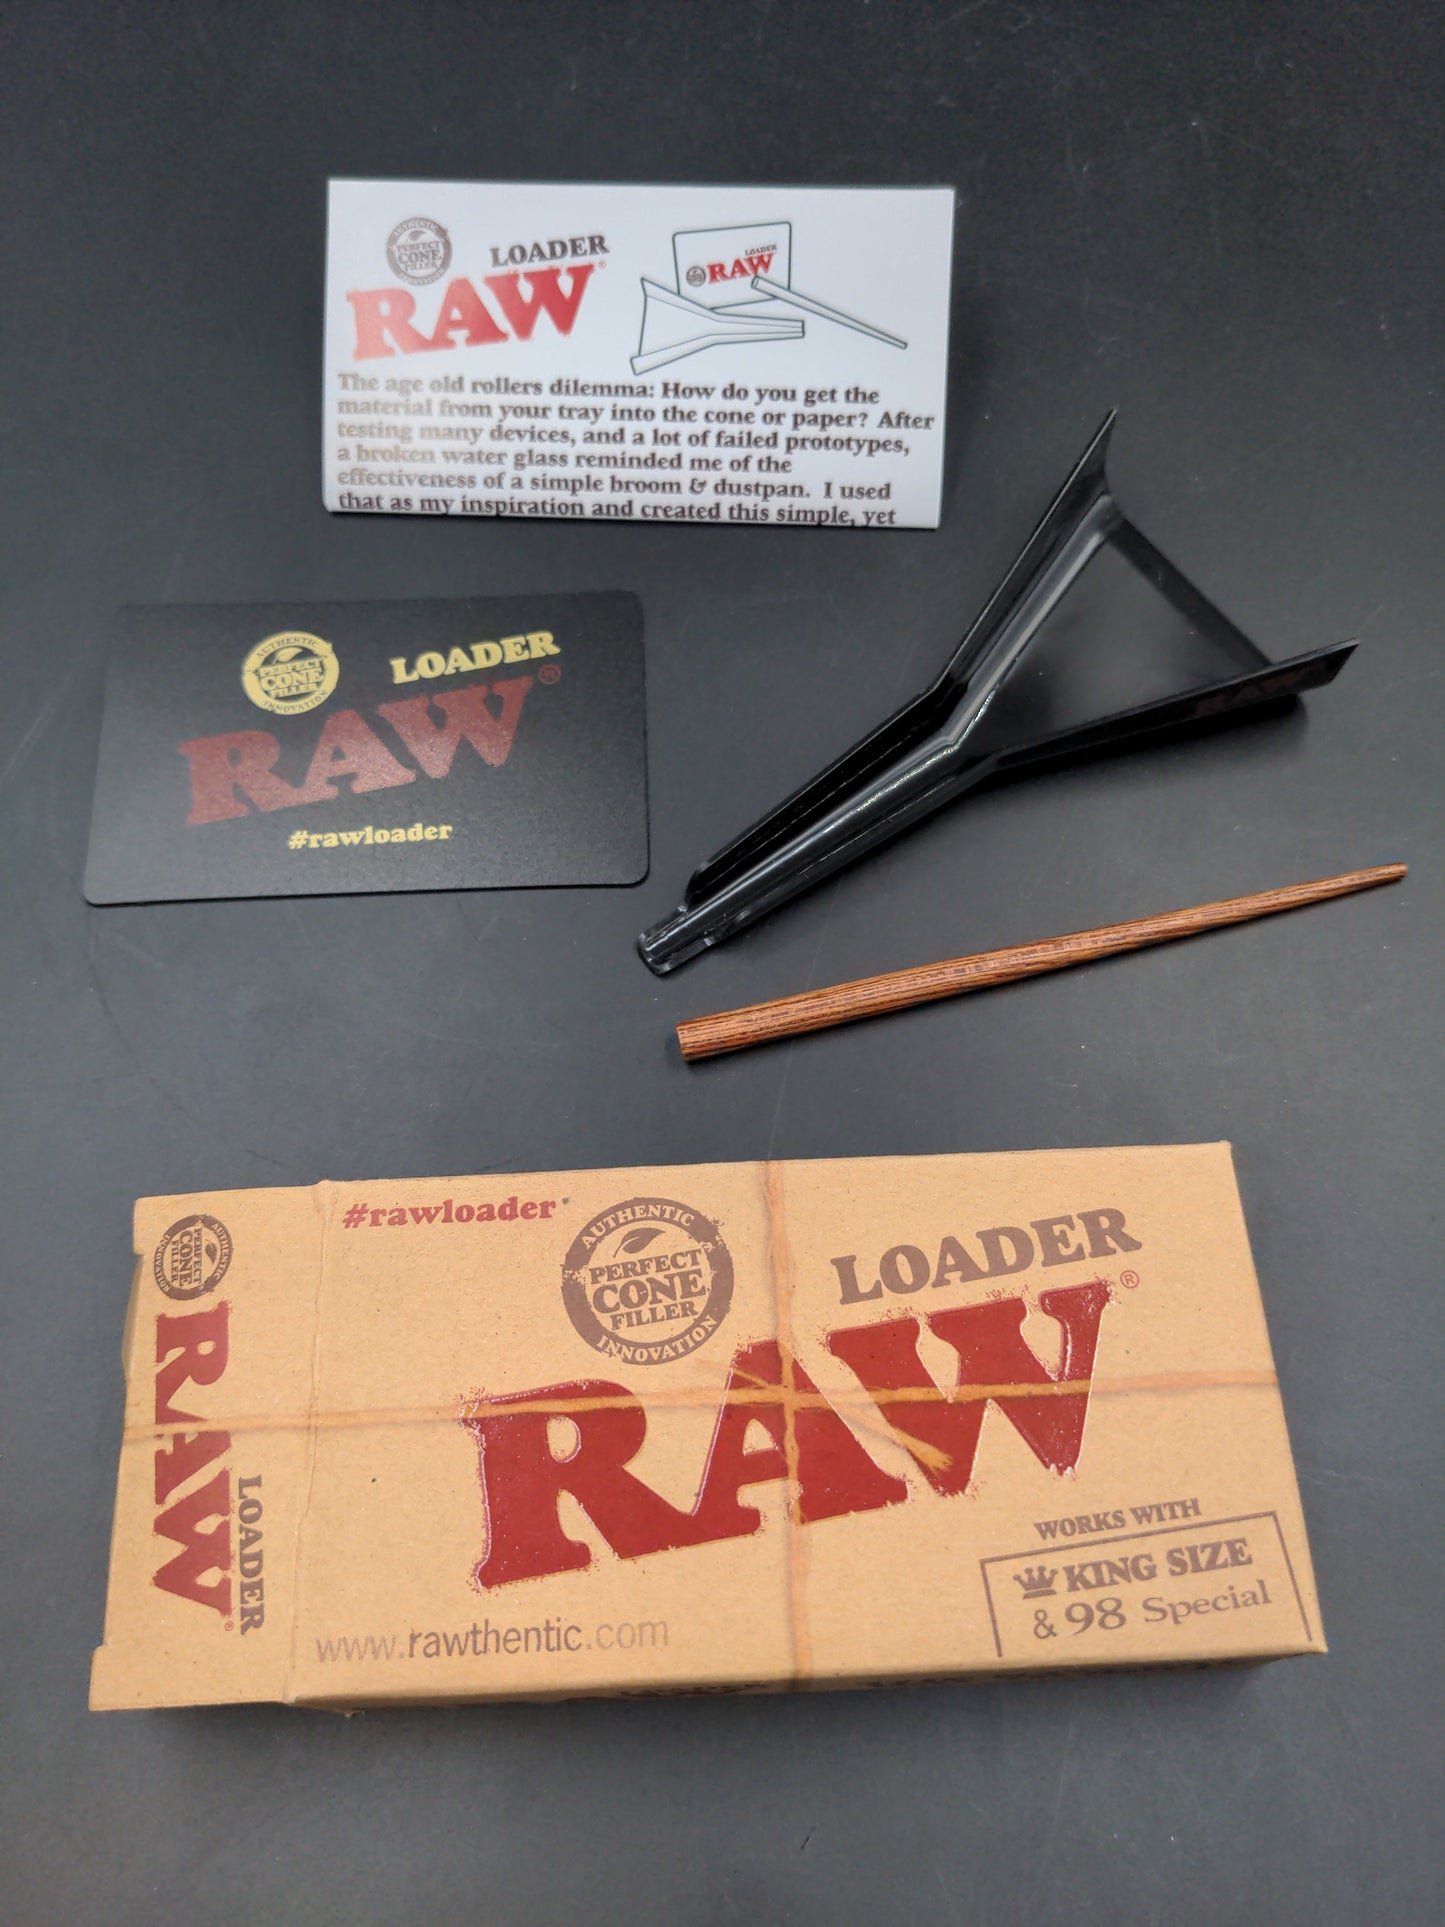 AUTHENTIC
PERFECT
CONE
FILLER
INNOVATION
LOADER
RAW®
LOADER
RAW
The age old rollers dilemma: How do you get the
material from your tray into the cone or paper? After
testing many devices, and a lot of failed prototypes,
a broken water glass reminded me of the
effectiveness of a simple broom & dustpan. I used
that as my inspiration and created this simple, yet
AUTHENTIC
PERFECT
CONE
FILLER
INNOVATION
LOADER
RAW®
#rawloader
#rawloader
AUTHENTIC
PERFECT
CONE
FILLER
INNOVATION
LOADER
RAW®
WORKS WITH
KING SIZE
& 98 Special
www.rawthentic.com
AUTHENTIC
PERFECT
CONE
FILLER
INNOVATION
LOADER
RAW®